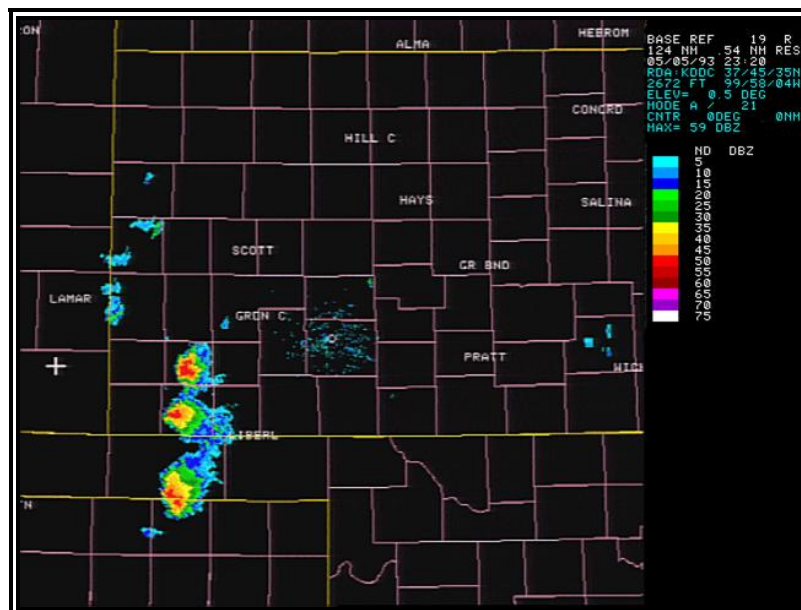 ALMA
HEBROM
CONCRD
HILL C
HAYS
SALINA
SCOTT
GR BND
LAMAR
GRDN C
PRATT
WICH
LIBERL
BASE REF 19 R
124 NM .54 NM RES
05/05/93 23:20
RDA:KDDC 37/45/35N
2672 FT 99/58/04W
ELEV= 0.5 DEG
MODE A / 21
CNTR 0DEG 0NM
MAX= 59 DBZ
ND DBZ
5
10
15
20
25
30
35
40
45
50
55
60
65
70
75